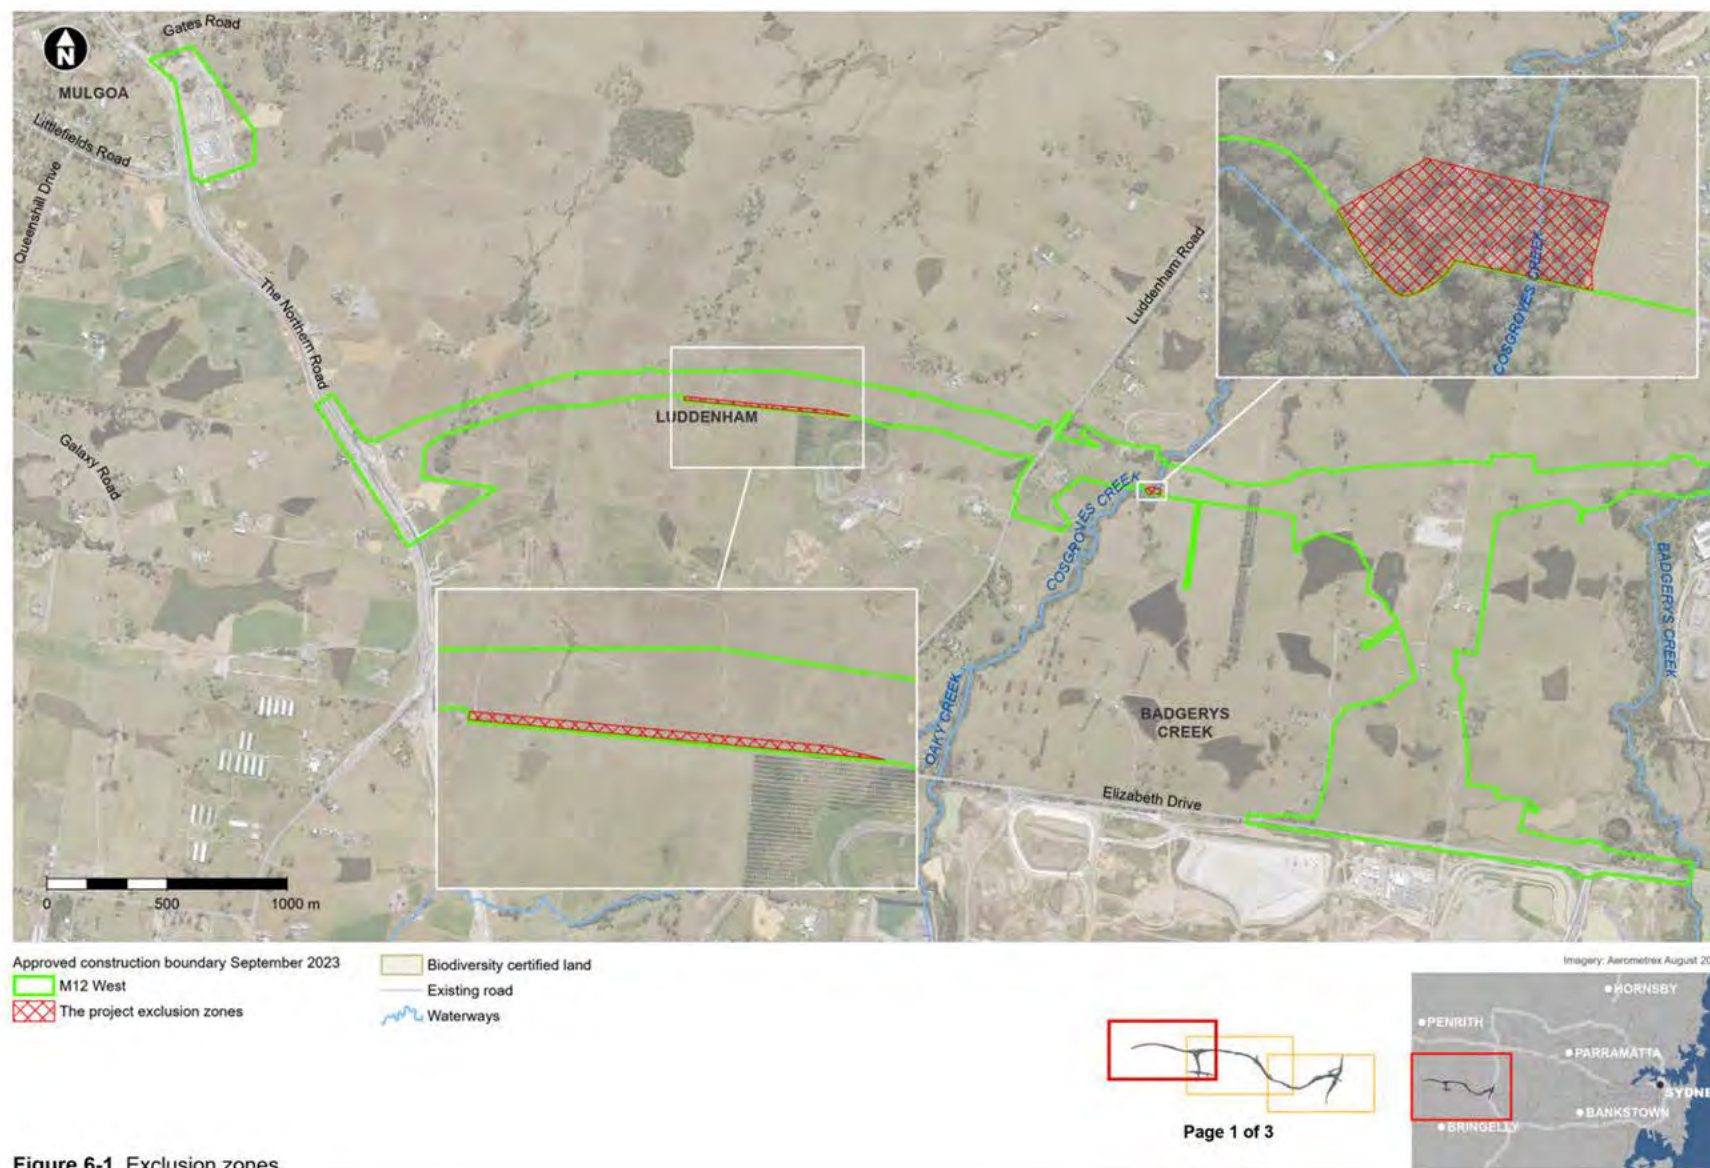 Gates Road
N
MULGOA
Littlefields Road
Queenshill Drive
The Northern Road
Galaxy Road
LUDDENHAM
Luddenham Road
COSGROVES CREEK
COSGROVES CREEK
OAKY CREEK
BADGERYS
CREEK
BADGERYS CREEK
Elizabeth Drive
0 500 1000 m
Approved construction boundary September 2023
M12 West
The project exclusion zones
Biodiversity certified land
Existing road
Waterways
Imagery: Aerometrex August 20
Page 1 of 3
HORNSBY
PENRITH
PARRAMATTA
SYDNE
BANKSTOWN
BRINGELLY
Figure 6-1 Exclusion zones